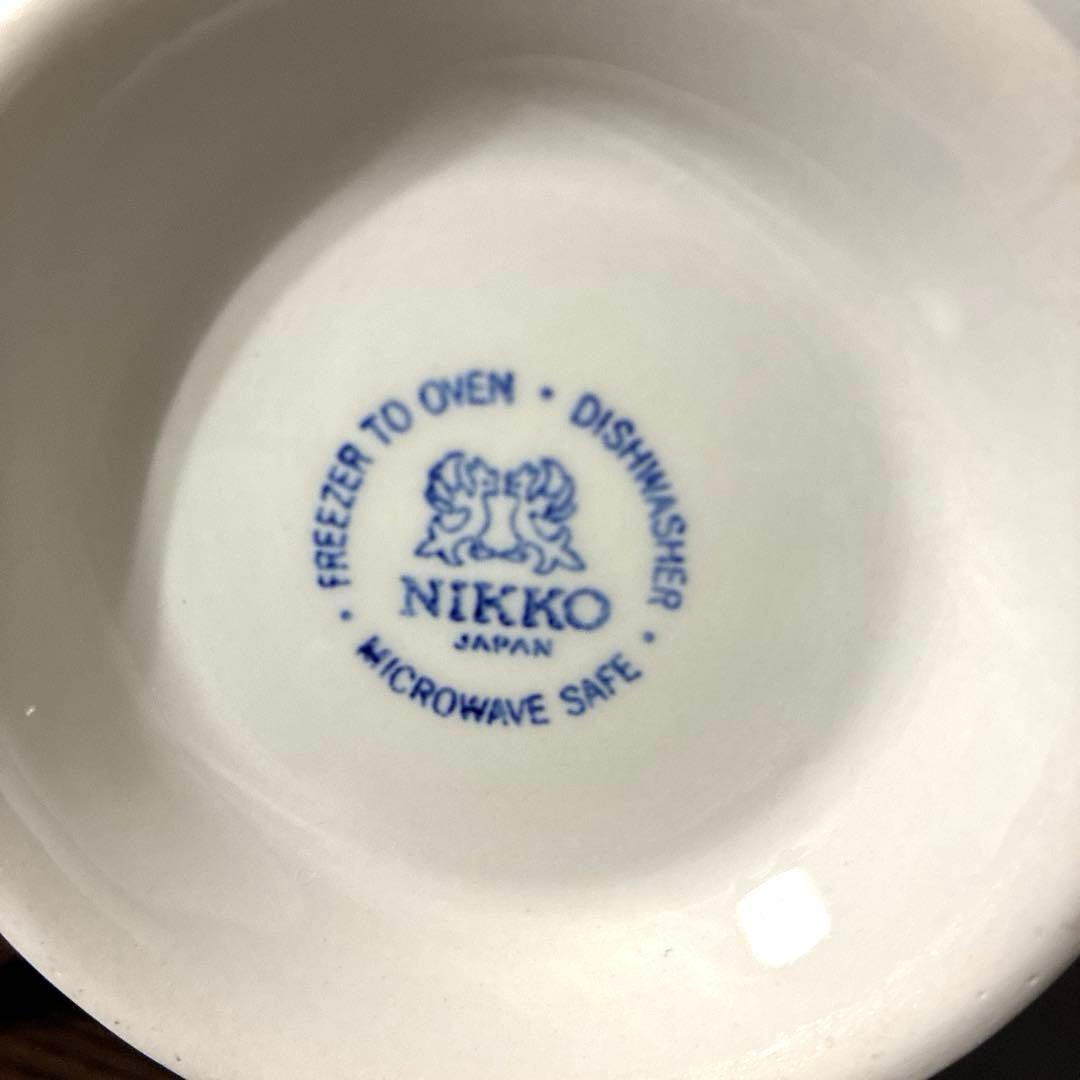 FREEZER TO OVEN • DISHWASHER •
NIKKO
JAPAN
MICROWAVE SAFE •